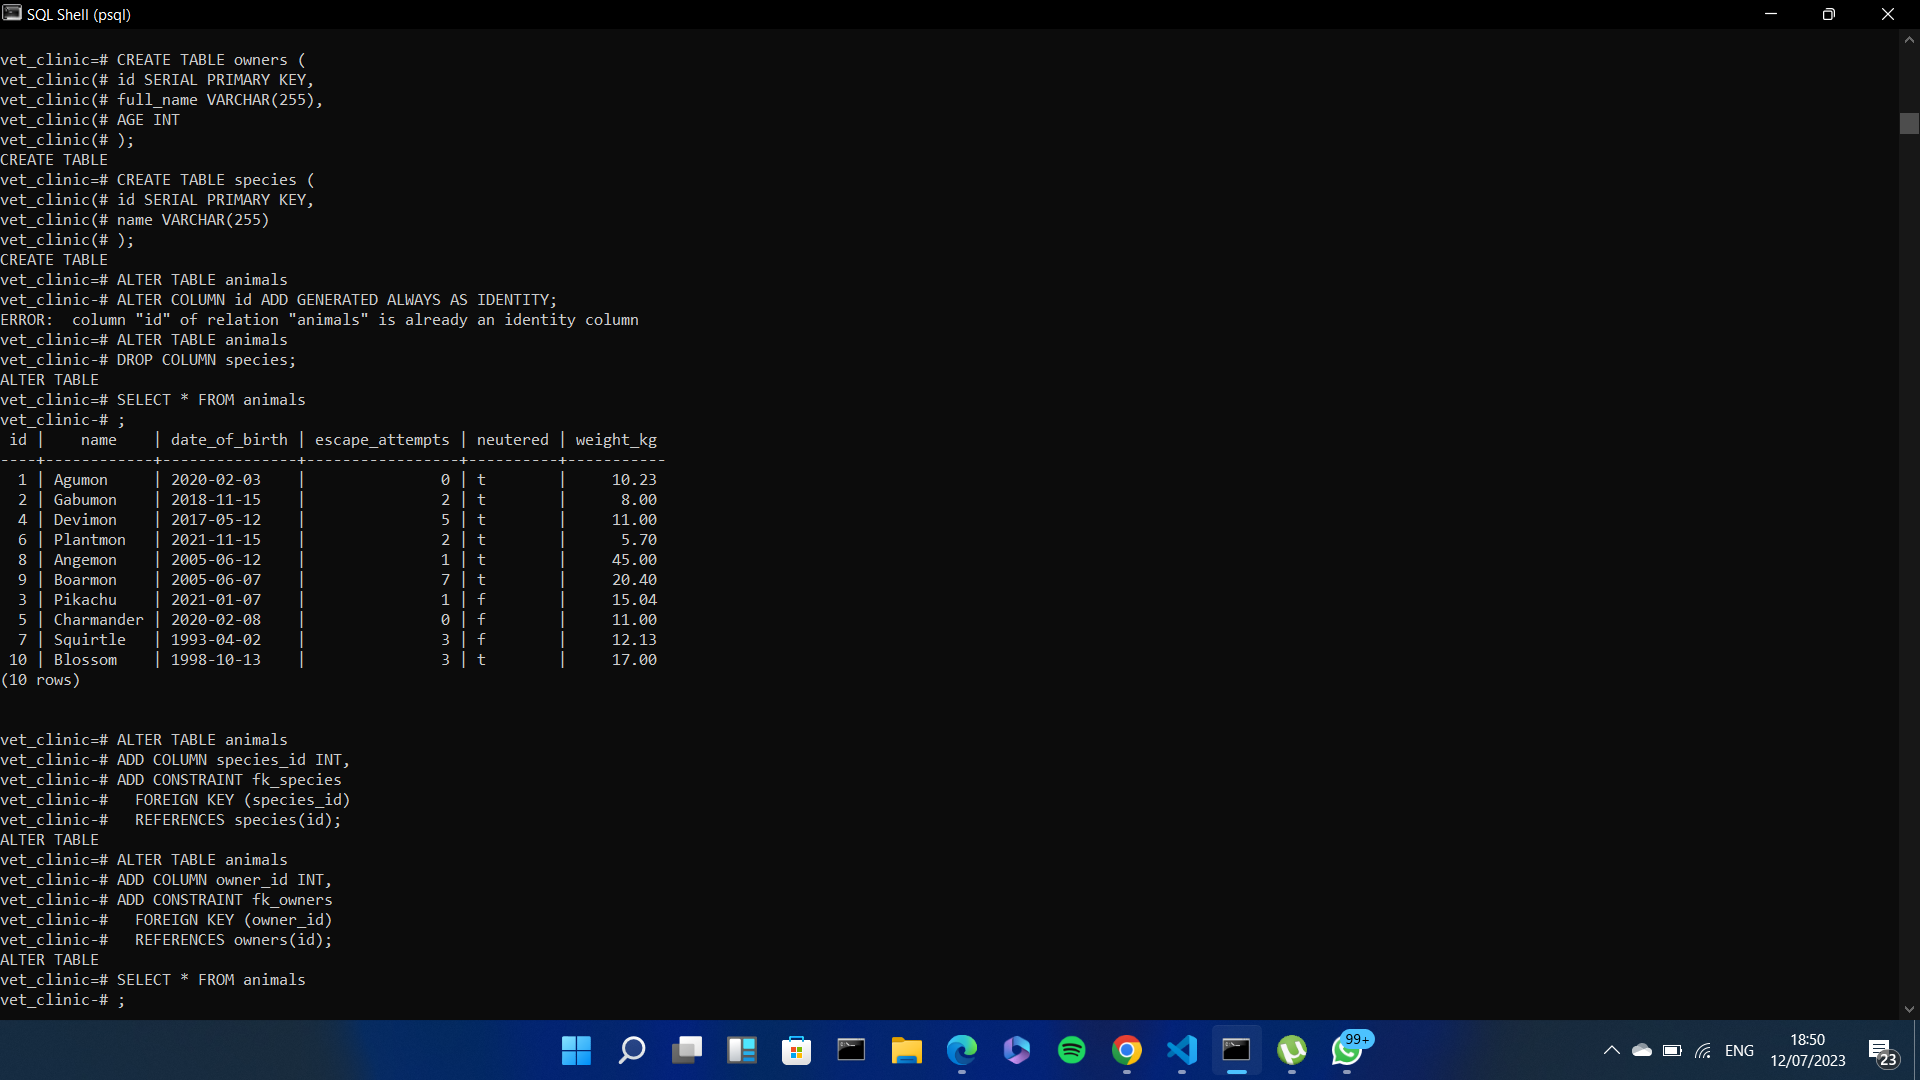 SQL Shell (psql)
vet_clinic=# CREATE TABLE owners (
vet_clinic(# id SERIAL PRIMARY KEY,
vet_clinic(# full_name VARCHAR(255),
vet_clinic(# AGE INT
vet_clinic(# );
CREATE TABLE
vet_clinic=# CREATE TABLE species (
vet_clinic(# id SERIAL PRIMARY KEY,
vet_clinic(# name VARCHAR(255)
vet_clinic(# );
CREATE TABLE
vet_clinic=# ALTER TABLE animals
vet_clinic-# ALTER COLUMN id ADD GENERATED ALWAYS AS IDENTITY;
ERROR:  column "id" of relation "animals" is already an identity column
vet_clinic=# ALTER TABLE animals
vet_clinic-# DROP COLUMN species;
ALTER TABLE
vet_clinic=# SELECT * FROM animals
vet_clinic-# ;
 id |    name    | date_of_birth | escape_attempts | neutered | weight_kg
----+------------+---------------+-----------------+----------+-----------
  1 | Agumon     | 2020-02-03    |               0 | t        |     10.23
  2 | Gabumon    | 2018-11-15    |               2 | t        |      8.00
  4 | Devimon    | 2017-05-12    |               5 | t        |     11.00
  6 | Plantmon   | 2021-11-15    |               2 | t        |      5.70
  8 | Angemon    | 2005-06-12    |               1 | t        |     45.00
  9 | Boarmon    | 2005-06-07    |               7 | t        |     20.40
  3 | Pikachu    | 2021-01-07    |               1 | f        |     15.04
  5 | Charmander | 2020-02-08    |               0 | f        |     11.00
  7 | Squirtle   | 1993-04-02    |               3 | f        |     12.13
 10 | Blossom    | 1998-10-13    |               3 | t        |     17.00
(10 rows)
vet_clinic=# ALTER TABLE animals
vet_clinic-# ADD COLUMN species_id INT,
vet_clinic-# ADD CONSTRAINT fk_species
vet_clinic-#   FOREIGN KEY (species_id)
vet_clinic-#   REFERENCES species(id);
ALTER TABLE
vet_clinic=# ALTER TABLE animals
vet_clinic-# ADD COLUMN owner_id INT,
vet_clinic-# ADD CONSTRAINT fk_owners
vet_clinic-#   FOREIGN KEY (owner_id)
vet_clinic-#   REFERENCES owners(id);
ALTER TABLE
vet_clinic=# SELECT * FROM animals
vet_clinic-# ;
99+
ENG
18:50
12/07/2023
23